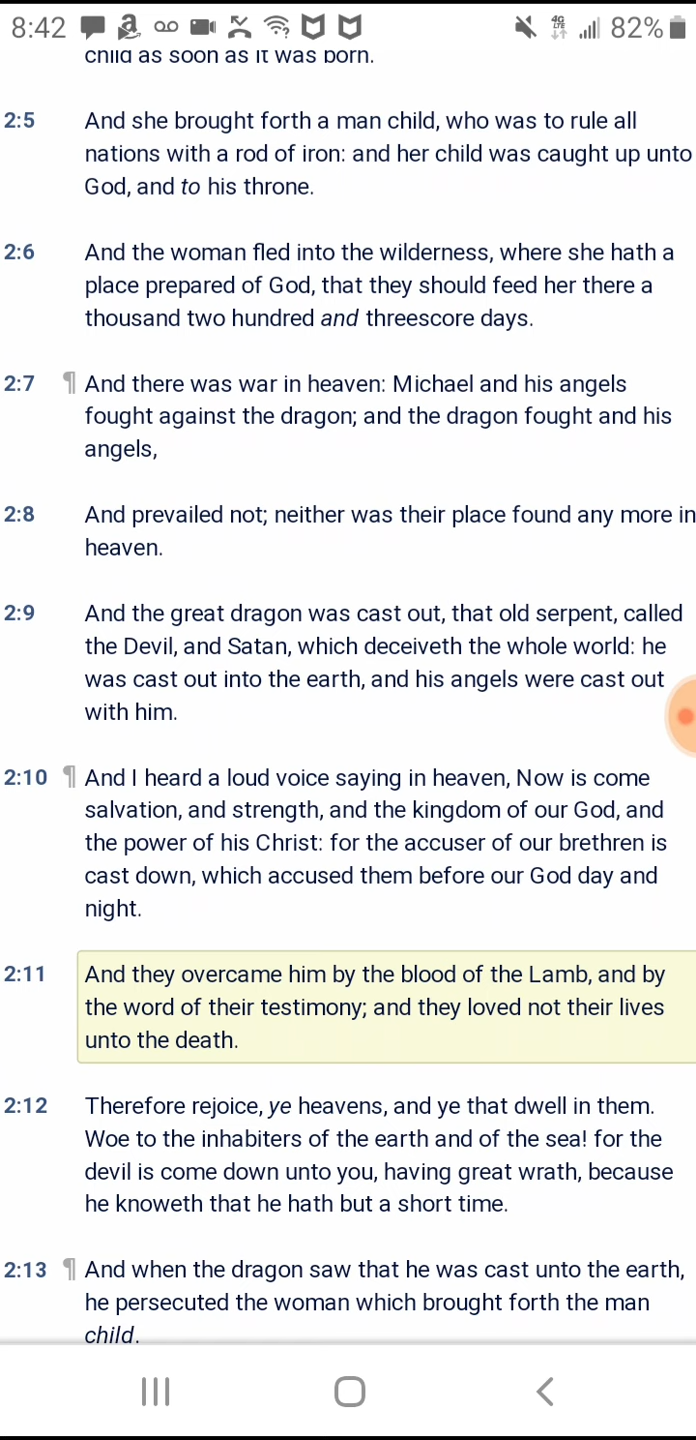 8:42 82%
child as soon as it was born.
2:5 And she brought forth a man child, who was to rule all
nations with a rod of iron: and her child was caught up unto
God, and to his throne.
2:6 And the woman fled into the wilderness, where she hath a
place prepared of God, that they should feed her there a
thousand two hundred and threescore days.
2:7 ¶ And there was war in heaven: Michael and his angels
fought against the dragon; and the dragon fought and his
angels,
2:8 And prevailed not; neither was their place found any more in
heaven.
2:9 And the great dragon was cast out, that old serpent, called
the Devil, and Satan, which deceiveth the whole world: he
was cast out into the earth, and his angels were cast out
with him.
2:10 ¶ And I heard a loud voice saying in heaven, Now is come
salvation, and strength, and the kingdom of our God, and
the power of his Christ: for the accuser of our brethren is
cast down, which accused them before our God day and
night.
2:11 And they overcame him by the blood of the Lamb, and by
the word of their testimony; and they loved not their lives
unto the death.
2:12 Therefore rejoice, ye heavens, and ye that dwell in them.
Woe to the inhabiters of the earth and of the sea! for the
devil is come down unto you, having great wrath, because
he knoweth that he hath but a short time.
2:13 ¶ And when the dragon saw that he was cast unto the earth,
he persecuted the woman which brought forth the man
child.